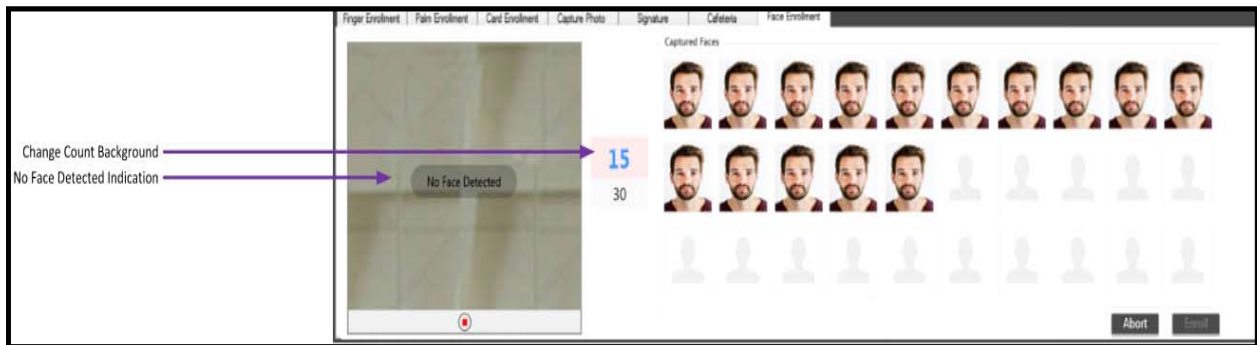 Finger Enrollment Palm Enrollment Card Enrollment Capture Photo Signature Cafeteria Face Enrollment
Captured Faces
Change Count Background
15
No Face Detected Indication
No Face Detected
30
Abort Enroll